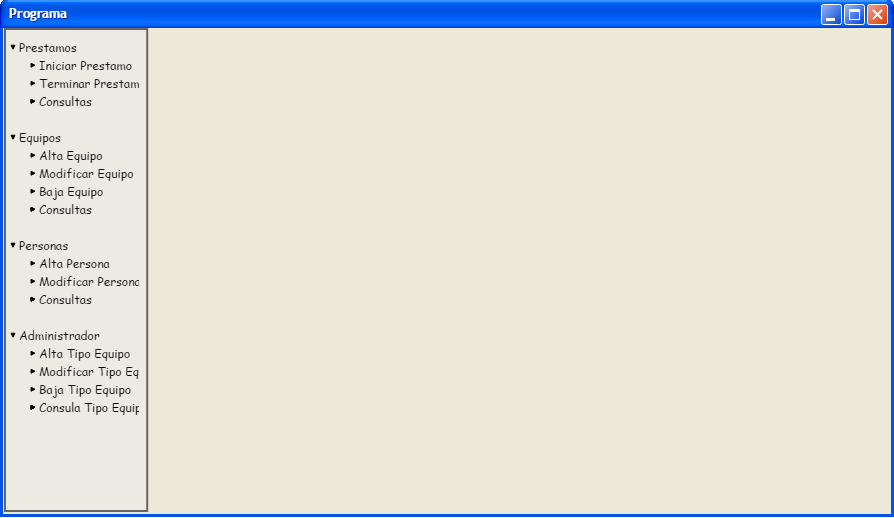 Programa
Prestamos
Iniciar Prestamo
Terminar Prestam
Consultas
Equipos
Alta Equipo
Modificar Equipo
Baja Equipo
Consultas
Personas
Alta Persona
Modificar Persona
Consultas
Administrador
Alta Tipo Equipo
Modificar Tipo Eq
Baja Tipo Equipo
Consula Tipo Equip